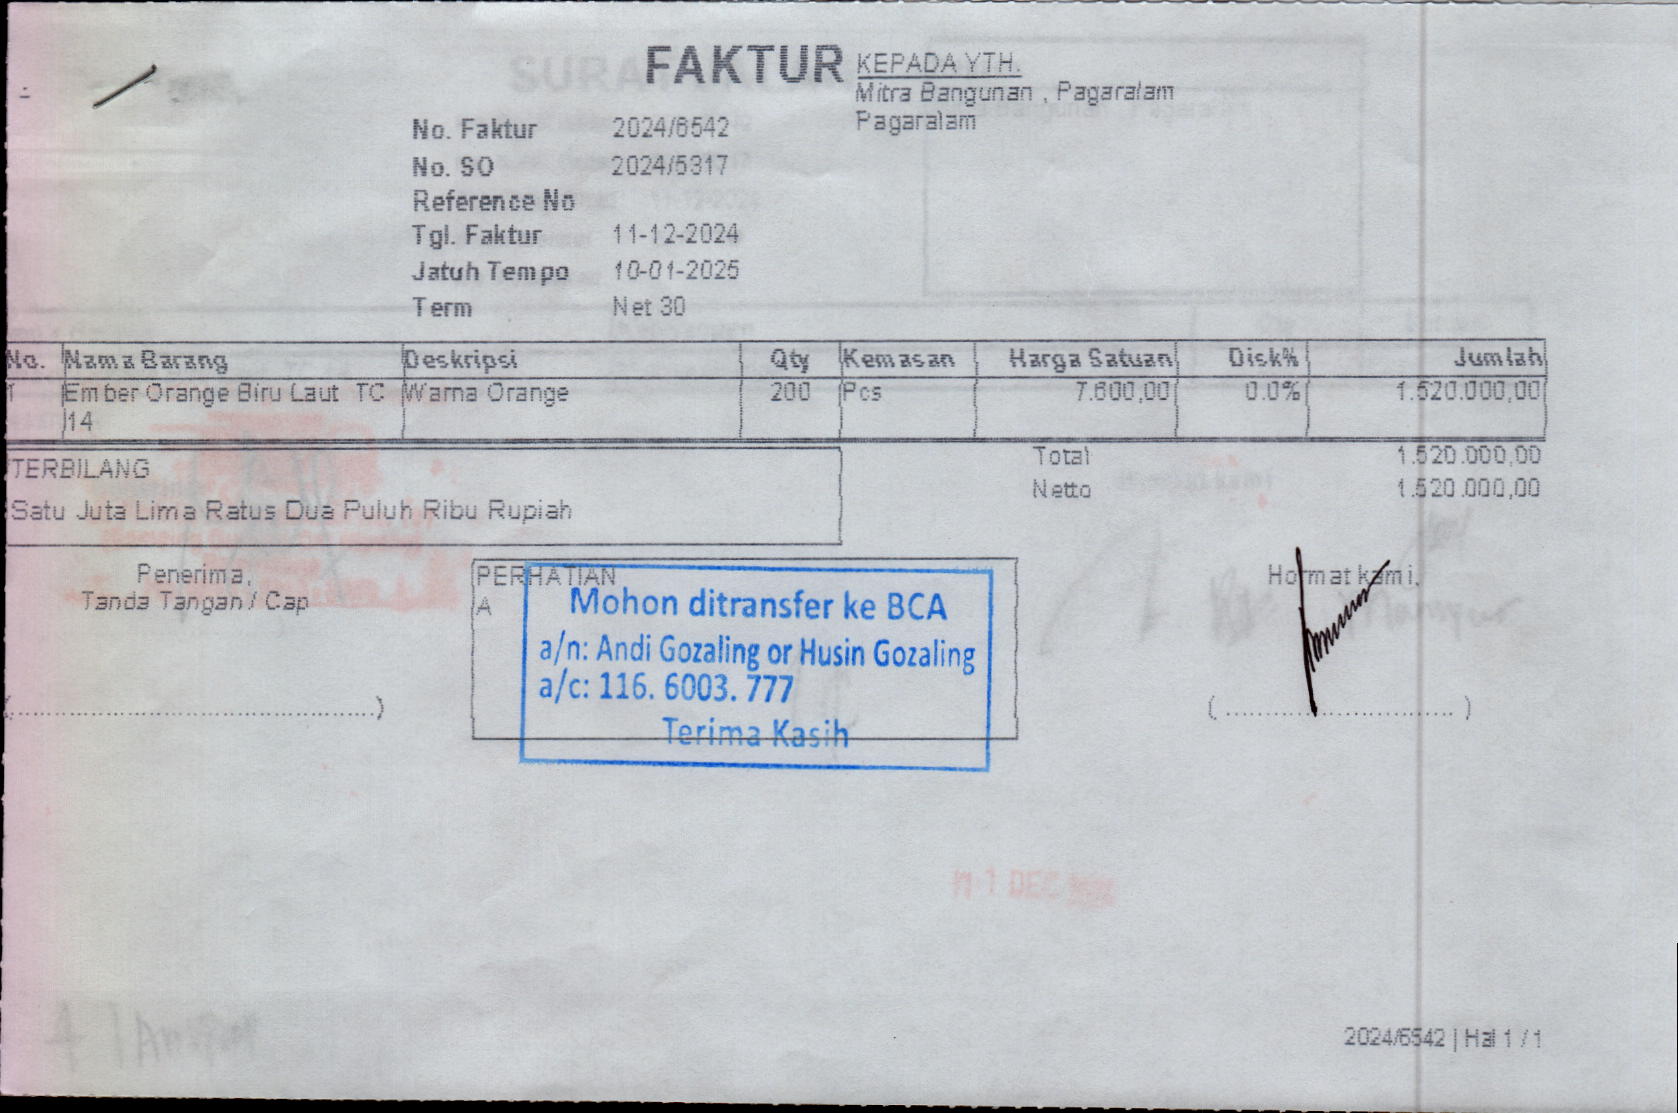 FAKTUR
KEPADA YTH.
Mitra Bangunan , Pagaralam
Pagaralam
No. Faktur 2024/6542
No. SO 2024/5317
Reference No
Tgl. Faktur 11-12-2024
Jatuh Tempo 10-01-2025
Term Net 30
No. Nama Barang Deskripsi Qty Kemasan Harga Satuan Disk% Jumlah
1 Ember Orange Biru Laut TC Warna Orange 200 Pcs 7.600,00 0.0% 1.520.000,00
14
TERBILANG
Satu Juta Lima Ratus Dua Puluh Ribu Rupiah
Total 1.520.000,00
Netto 1.520.000,00
Penerima,
Tanda Tangan / Cap
PERHATIAN
A
Mohon ditransfer ke BCA
a/n: Andi Gozaling or Husin Gozaling
a/c: 116. 6003. 777
Terima Kasih
Hormat kami,
(......................................................)
( .................................... )
1 DEC
2024/6542 | Hal 1 / 1